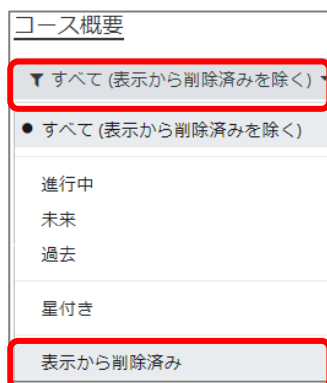 コース概要
すべて (表示から削除済みを除く)
すべて (表示から削除済みを除く)
進行中
未来
過去
星付き
表示から削除済み